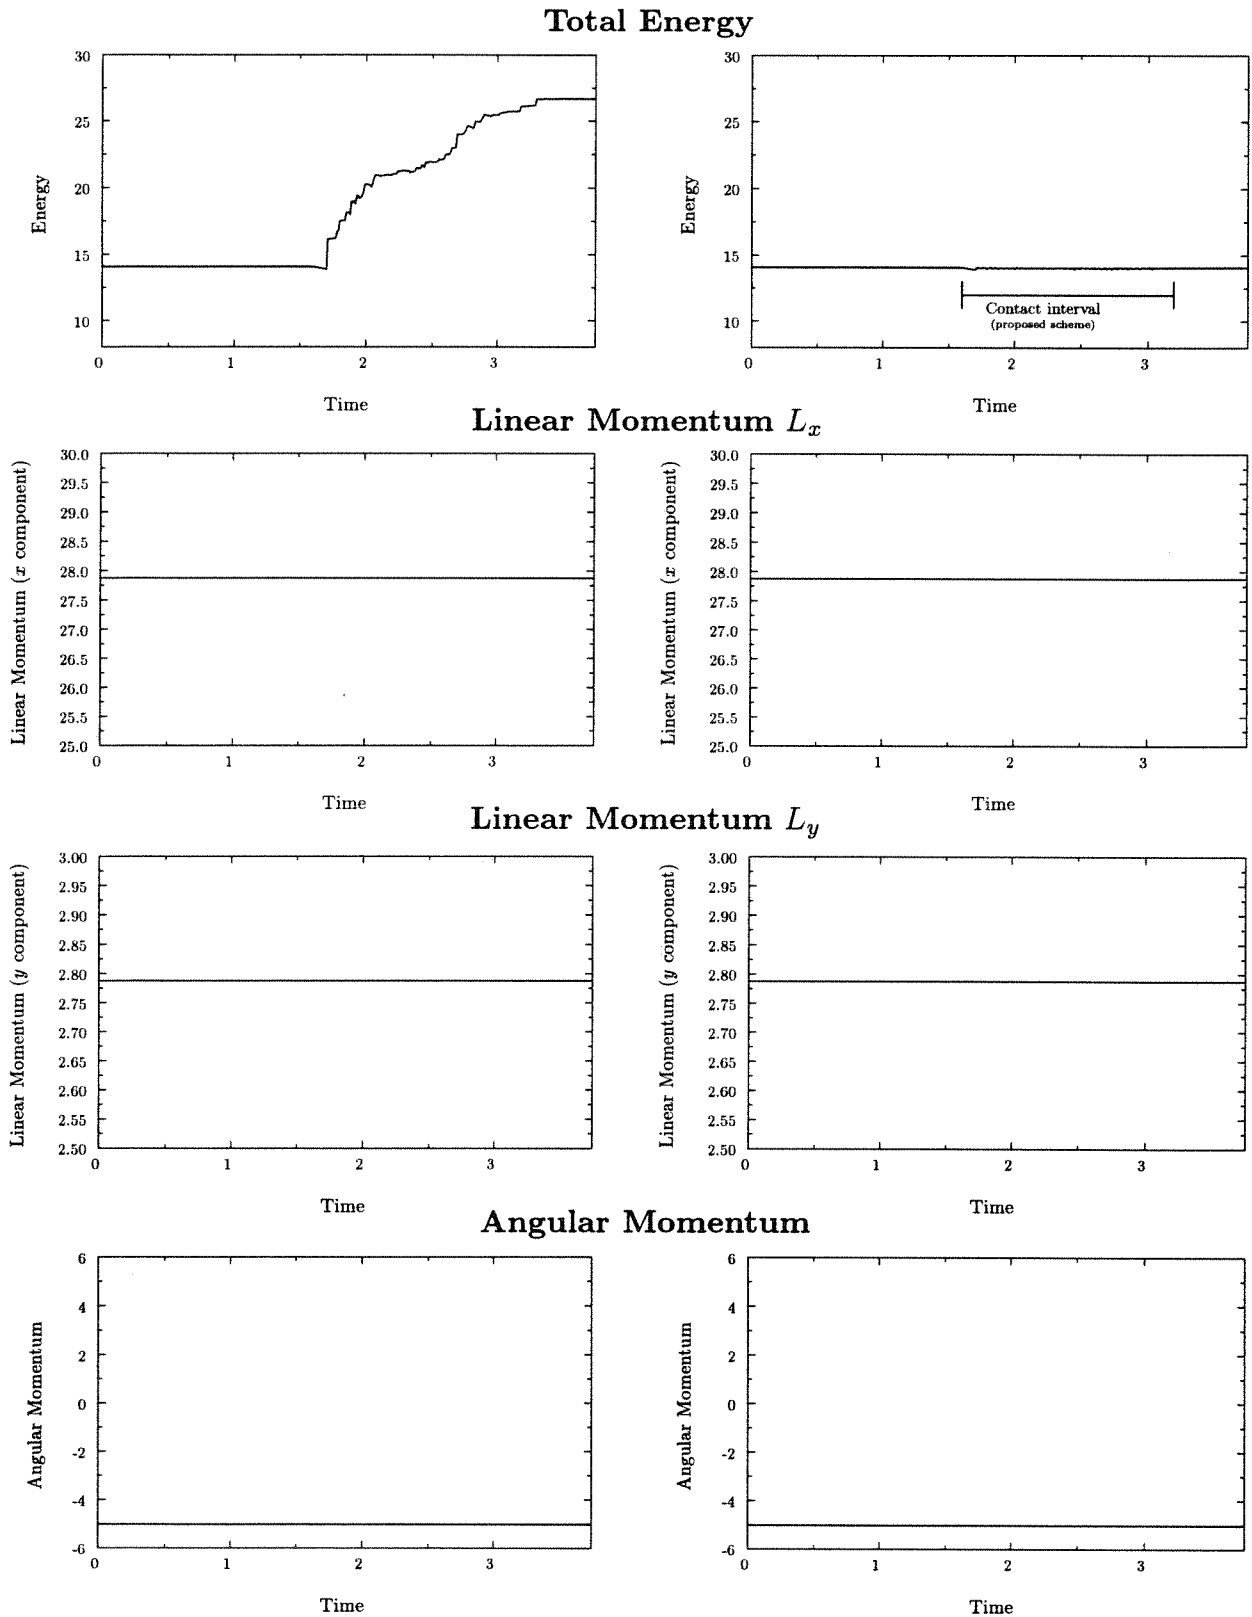 Total Energy
30
25
20
15
10
Energy
0 1 2 3
Time
30
25
20
15
10
Energy
Contact interval
(proposed scheme)
0 1 2 3
Time
Linear Momentum Lx
30.0
29.5
29.0
28.5
28.0
27.5
27.0
26.5
26.0
25.5
25.0
Linear Momentum (x component)
0 1 2 3
Time
30.0
29.5
29.0
28.5
28.0
27.5
27.0
26.5
26.0
25.5
25.0
Linear Momentum (x component)
0 1 2 3
Time
Linear Momentum Ly
3.00
2.95
2.90
2.85
2.80
2.75
2.70
2.65
2.60
2.55
2.50
Linear Momentum (y component)
0 1 2 3
Time
3.00
2.95
2.90
2.85
2.80
2.75
2.70
2.65
2.60
2.55
2.50
Linear Momentum (y component)
0 1 2 3
Time
Angular Momentum
6
4
2
0
-2
-4
-6
Angular Momentum
0 1 2 3
Time
6
4
2
0
-2
-4
-6
Angular Momentum
0 1 2 3
Time